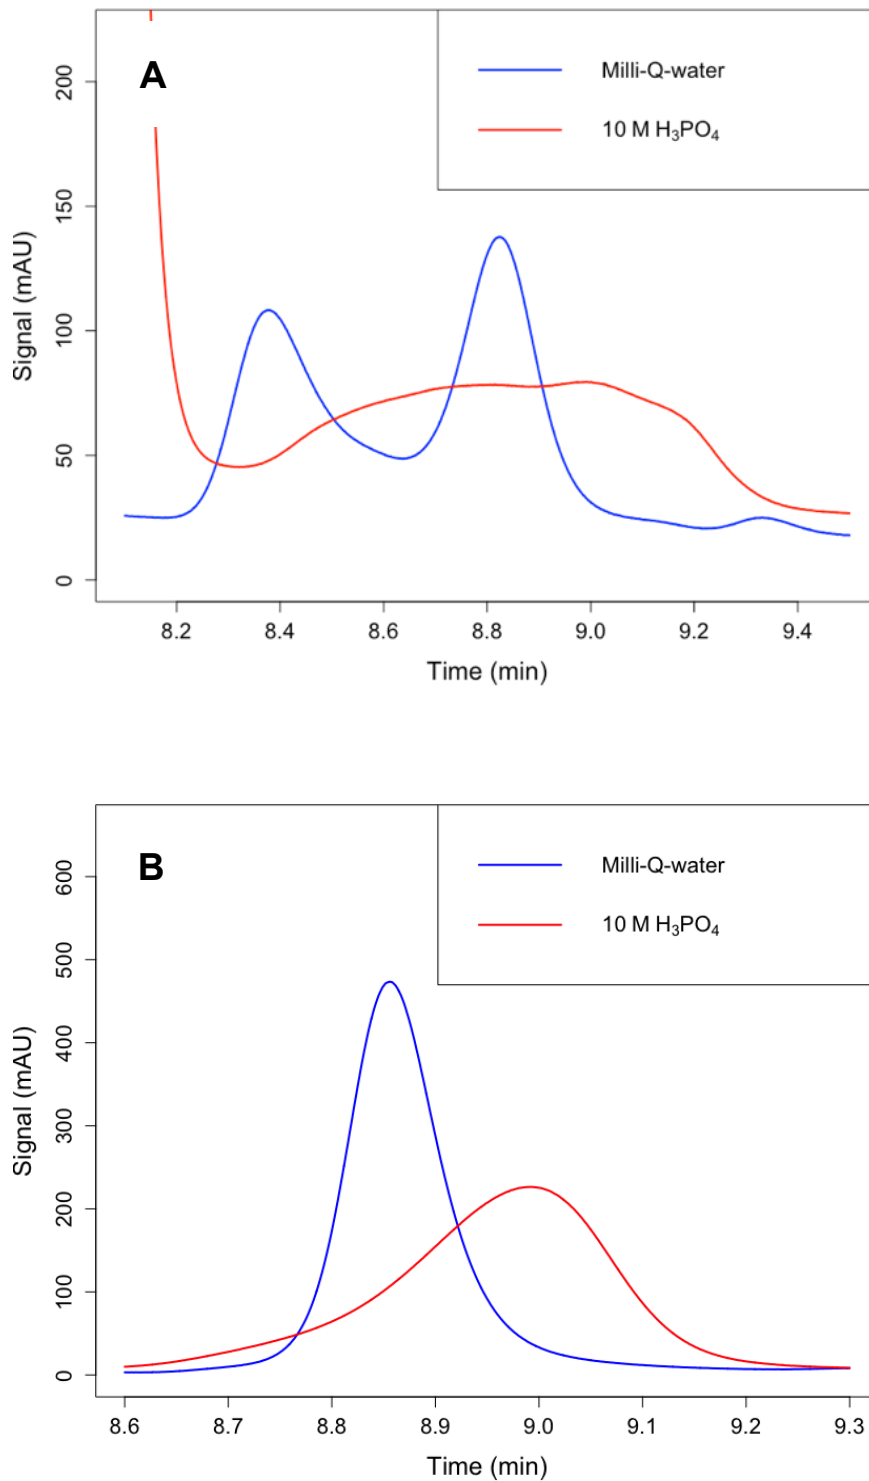 A
Milli-Q-water
10 M H₃PO₄
Signal (mAU)
200
150
100
50
0
8.2 8.4 8.6 8.8 9.0 9.2 9.4
Time (min)
B
Milli-Q-water
10 M H₃PO₄
Signal (mAU)
600
500
400
300
200
100
0
8.6 8.7 8.8 8.9 9.0 9.1 9.2 9.3
Time (min)